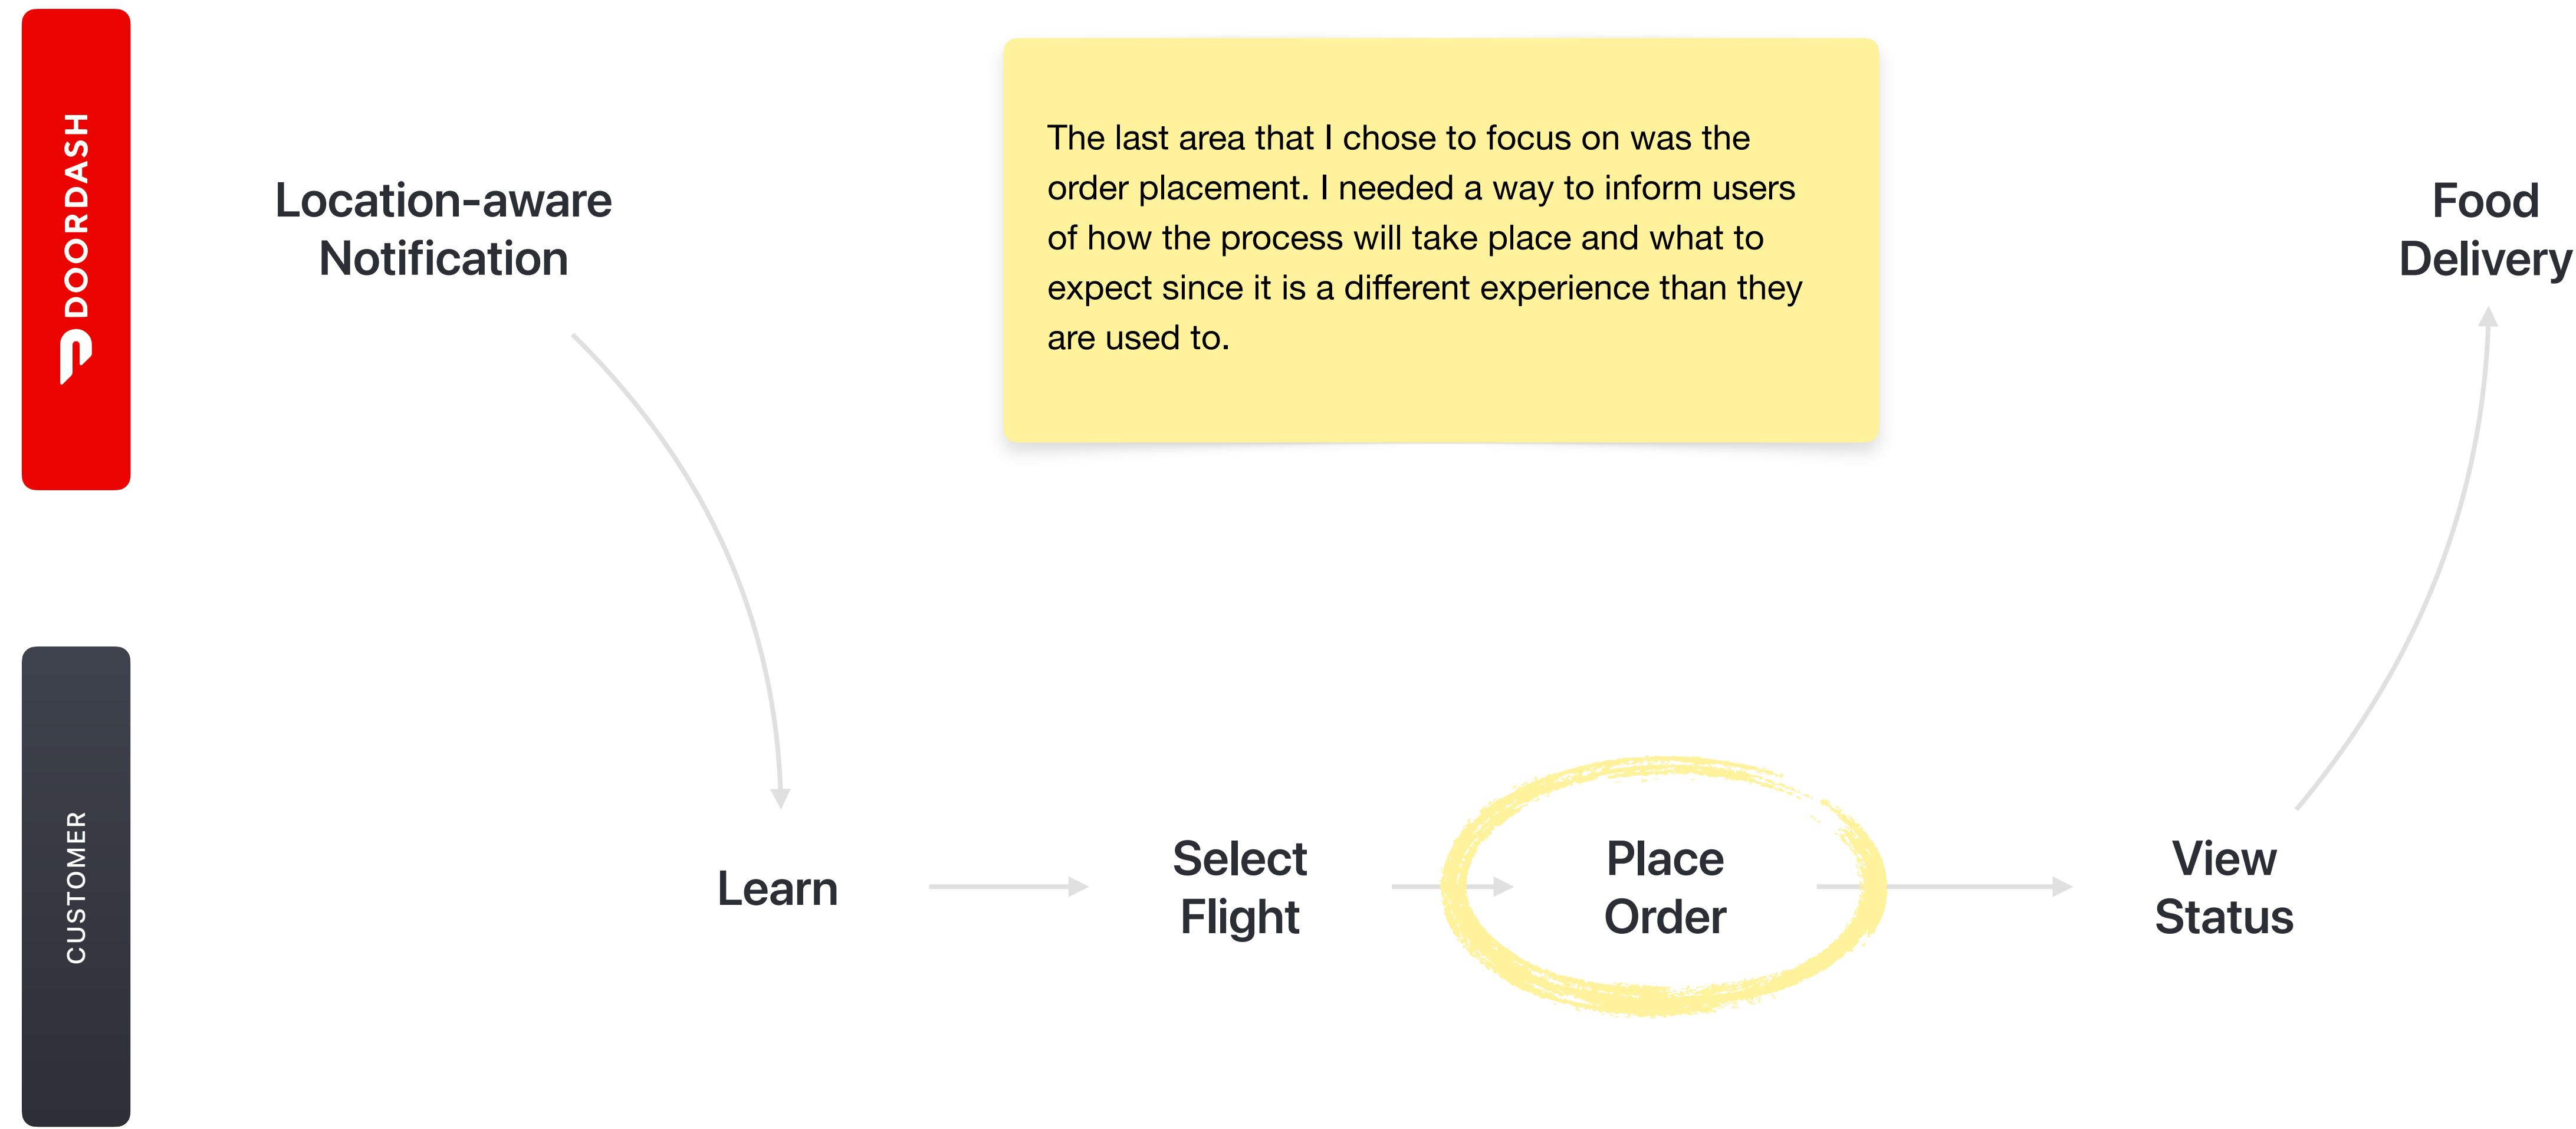 DOORDASH
Location-aware
Notification
The last area that I chose to focus on was the
order placement. I needed a way to inform users
of how the process will take place and what to
expect since it is a different experience than they
are used to.
Food
Delivery
CUSTOMER
Learn
Select
Flight
Place
Order
View
Status